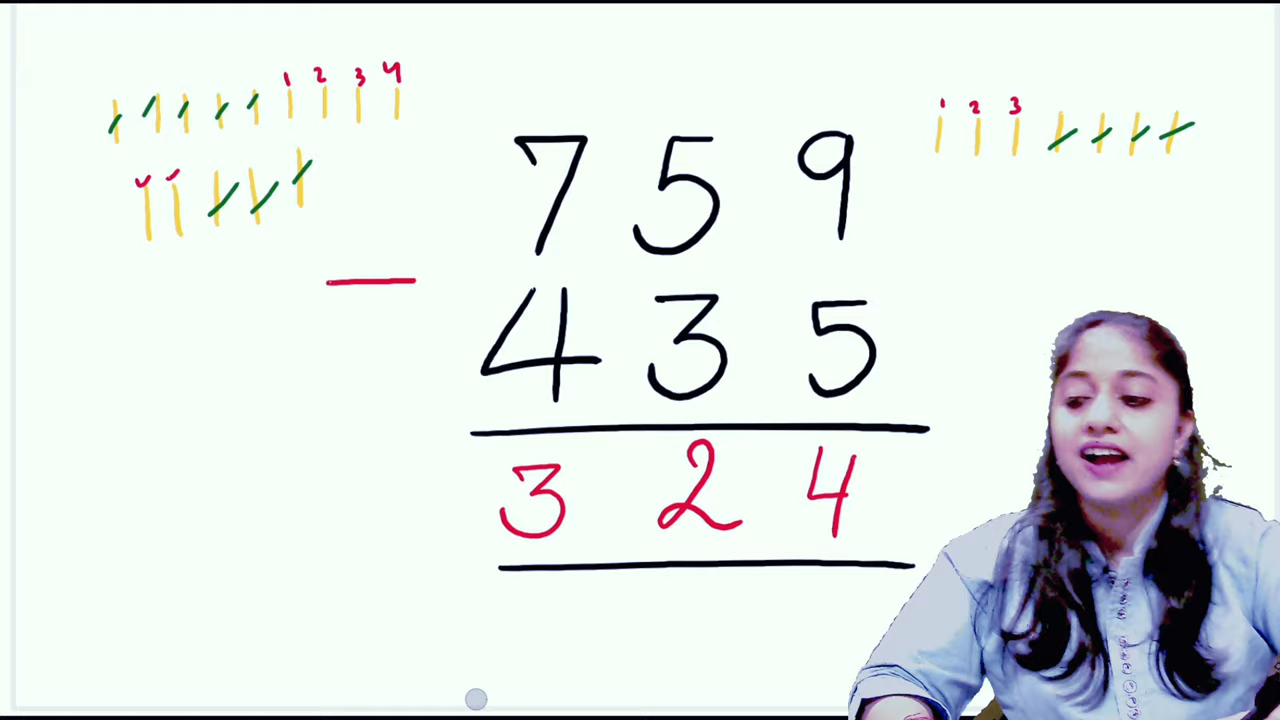 1 2 3 4
1 2 3
7 5 9
— 4 3 5
3 2 4